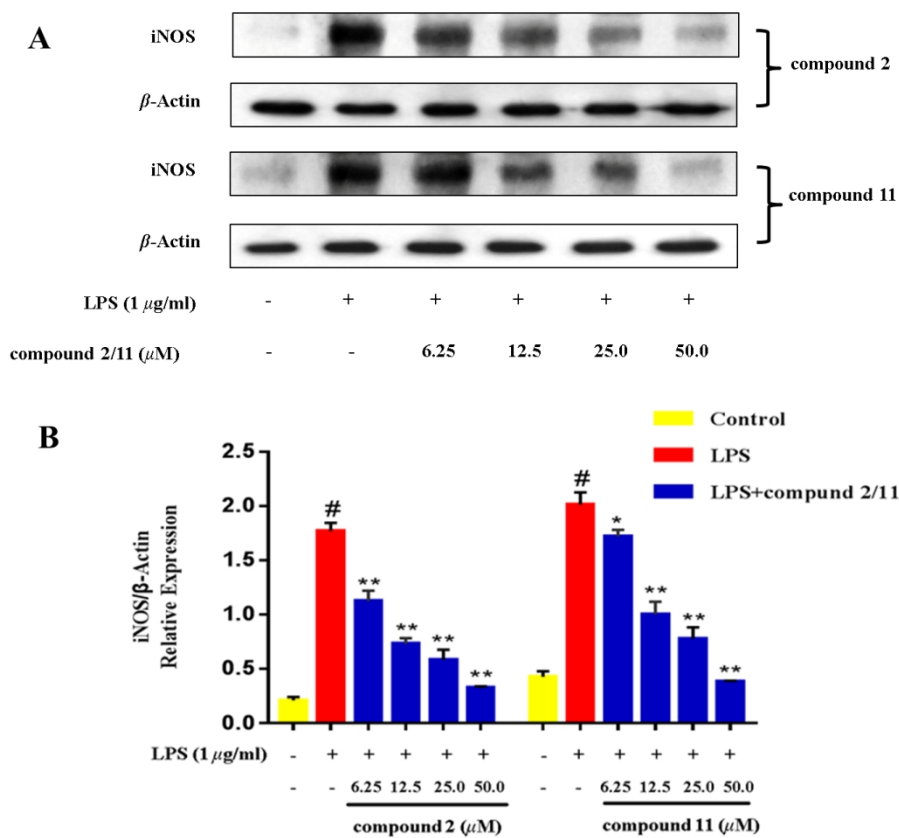 A
iNOS
compound 2
β-Actin
iNOS
compound 11
β-Actin
LPS (1 μg/ml) - + + + + +
compound 2/11 (μM) - - 6.25 12.5 25.0 50.0
B
Control
LPS
LPS+compund 2/11
iNOS/β-Actin
Relative Expression
2.5
2.0
1.5
1.0
0.5
0.0
# ** ** ** ** # * ** ** **
LPS (1 μg/ml) - + + + + + - + + + + +
- - 6.25 12.5 25.0 50.0 - - 6.25 12.5 25.0 50.0
compound 2 (μM) compound 11 (μM)